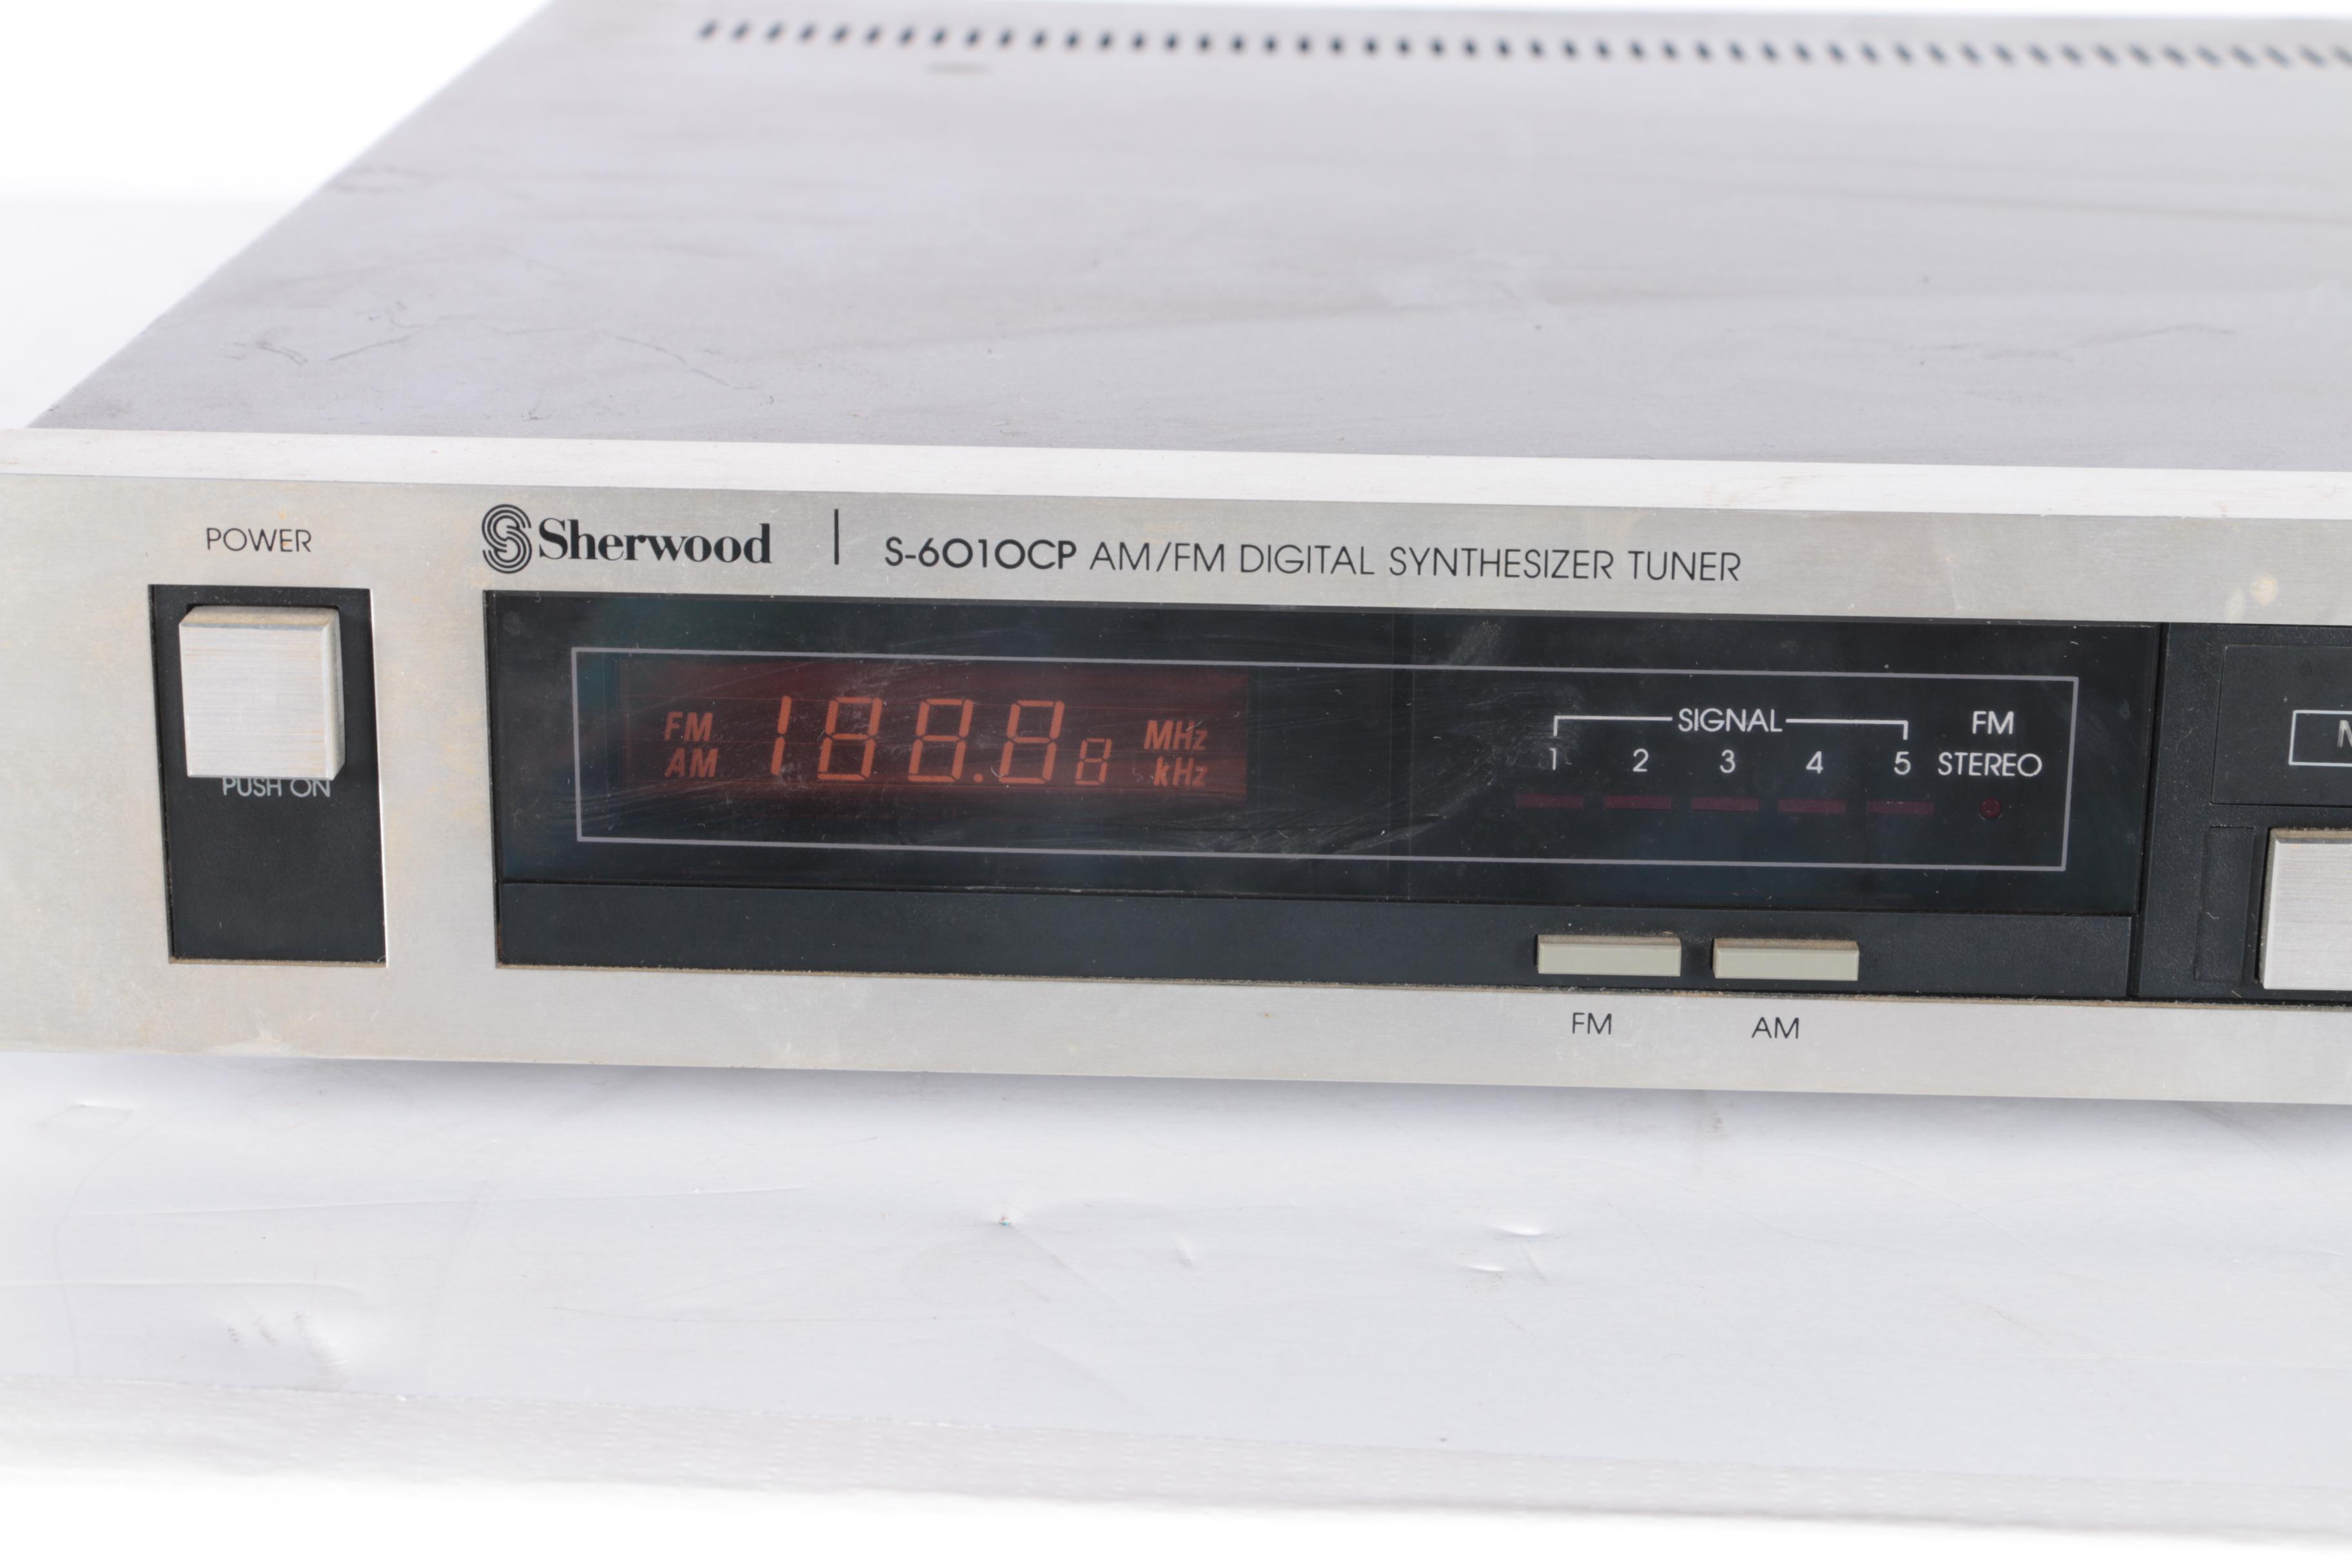 POWER
PUSH ON
Sherwood | S-6010CP AM/FM DIGITAL SYNTHESIZER TUNER
FM 188.88 MHz
AM kHz
SIGNAL FM
1 2 3 4 5 STEREO
FM AM